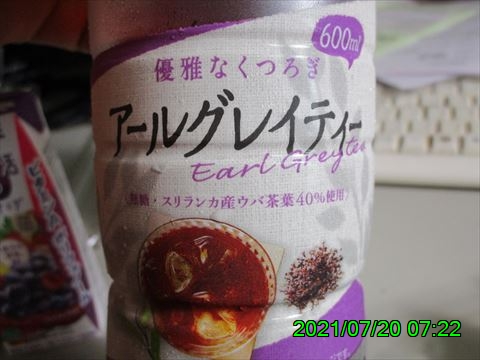 600ml
優雅なくつろぎ
アールグレイティー
Earl Grey tea
〈無糖・スリランカ産ウバ茶葉40%使用〉
2021/07/20 07:22